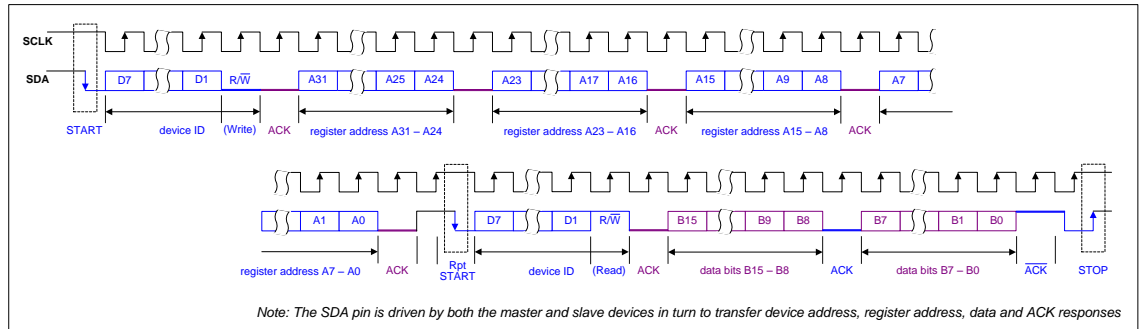 SCLK
SDA
D7 D1 R/W̅ A31 A25 A24 A23 A17 A16 A15 A9 A8 A7
START device ID (Write) ACK register address A31 – A24 register address A23 – A16 ACK register address A15 – A8 ACK
A1 A0 D7 D1 R/W̅ B15 B9 B8 B7 B1 B0
register address A7 – A0 ACK Rpt START device ID (Read) ACK data bits B15 – B8 ACK data bits B7 – B0 A̅C̅K̅ STOP
Note: The SDA pin is driven by both the master and slave devices in turn to transfer device address, register address, data and ACK responses